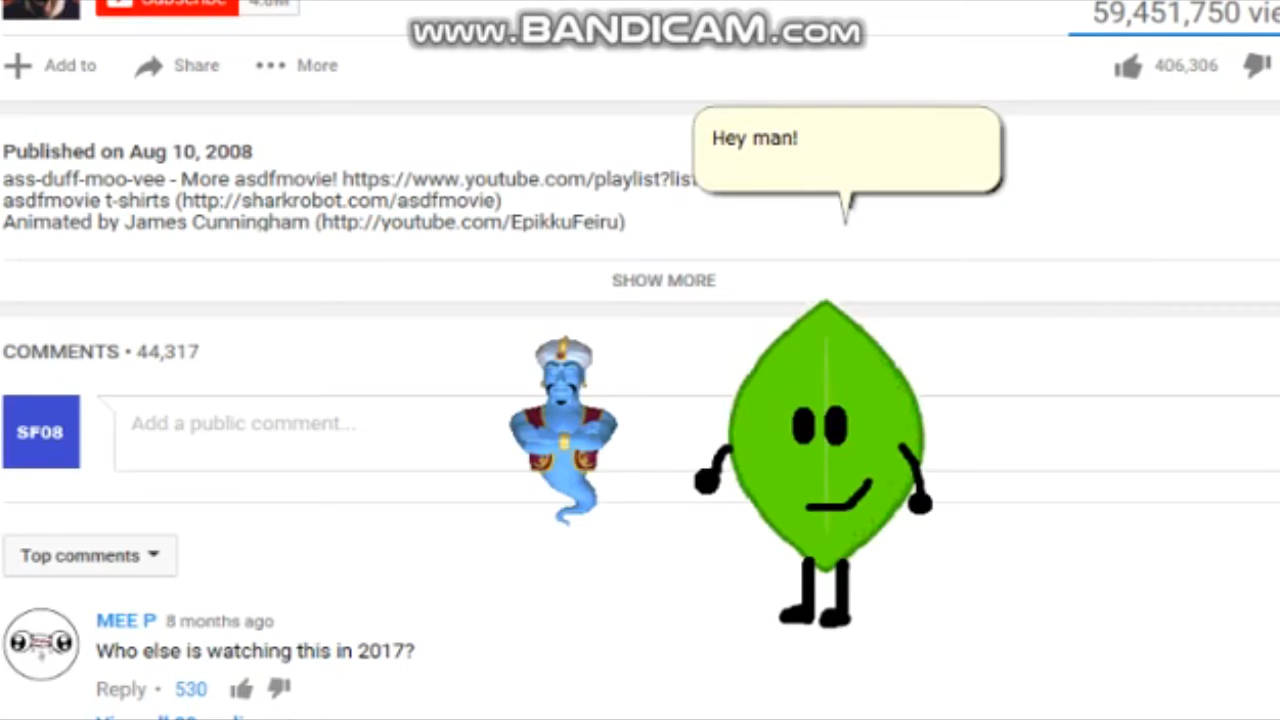 Subscribe 4.8M
59,451,750
www.BANDICAM.com
Add to Share More
406,306
Hey man!
Published on Aug 10, 2008
ass-duff-moo-vee - More asdfmovie! https://www.youtube.com/playlist?list
asdfmovie t-shirts (http://sharkrobot.com/asdfmovie)
Animated by James Cunningham (http://youtube.com/EpikkuFeiru)
SHOW MORE
COMMENTS • 44,317
SF08
Add a public comment...
Top comments
MEE P 8 months ago
Who else is watching this in 2017?
Reply • 530